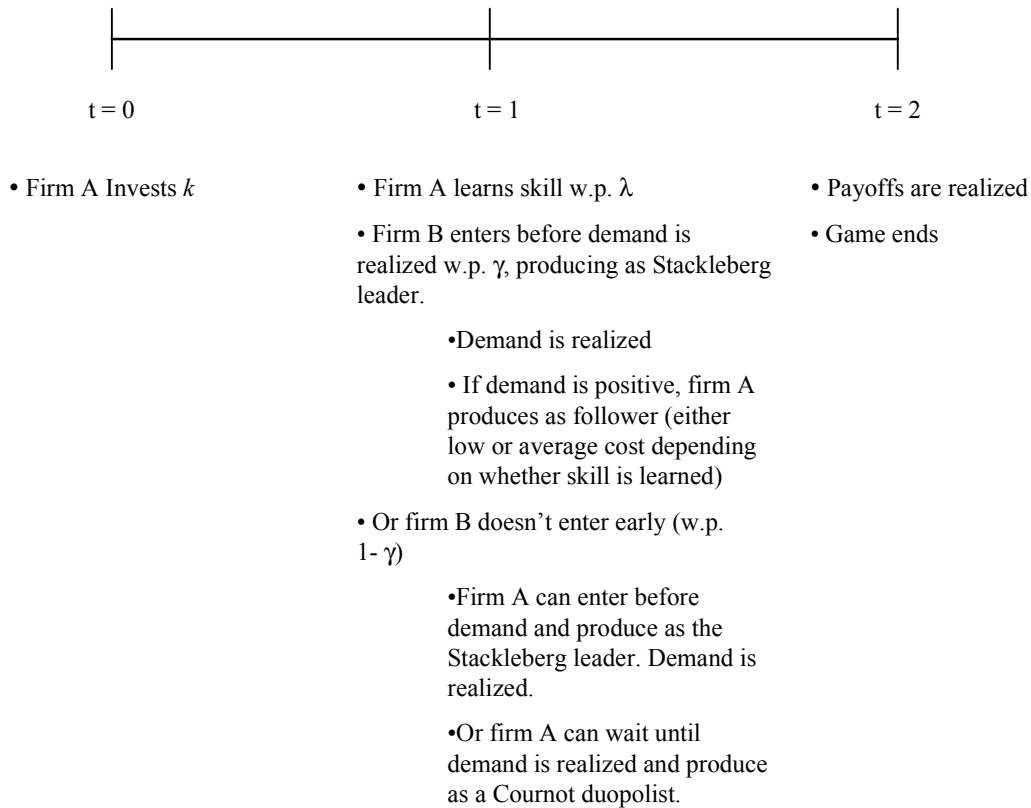 t = 0
t = 1
t = 2
• Firm A Invests k
• Firm A learns skill w.p. λ
• Firm B enters before demand is
realized w.p. γ, producing as Stackleberg
leader.
•Demand is realized
• If demand is positive, firm A
produces as follower (either
low or average cost depending
on whether skill is learned)
• Or firm B doesn’t enter early (w.p.
1- γ)
•Firm A can enter before
demand and produce as the
Stackleberg leader. Demand is
realized.
•Or firm A can wait until
demand is realized and produce
as a Cournot duopolist.
• Payoffs are realized
• Game ends